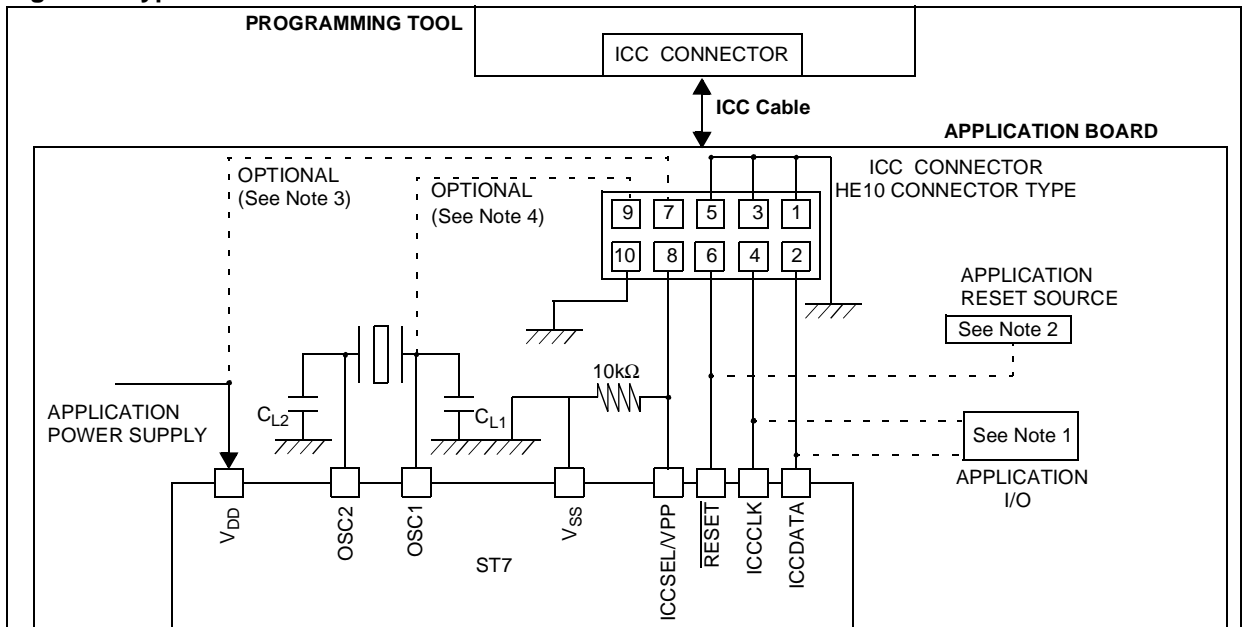 PROGRAMMING TOOL
ICC CONNECTOR
ICC Cable
APPLICATION BOARD
OPTIONAL
(See Note 3)
OPTIONAL
(See Note 4)
ICC CONNECTOR
HE10 CONNECTOR TYPE
9 7 5 3 1
10 8 6 4 2
APPLICATION
RESET SOURCE
See Note 2
10kΩ
APPLICATION
POWER SUPPLY
CL2
CL1
See Note 1
APPLICATION
I/O
VDD
OSC2
OSC1
VSS
ICCSEL/VPP
RESET
ICCCLK
ICCDATA
ST7